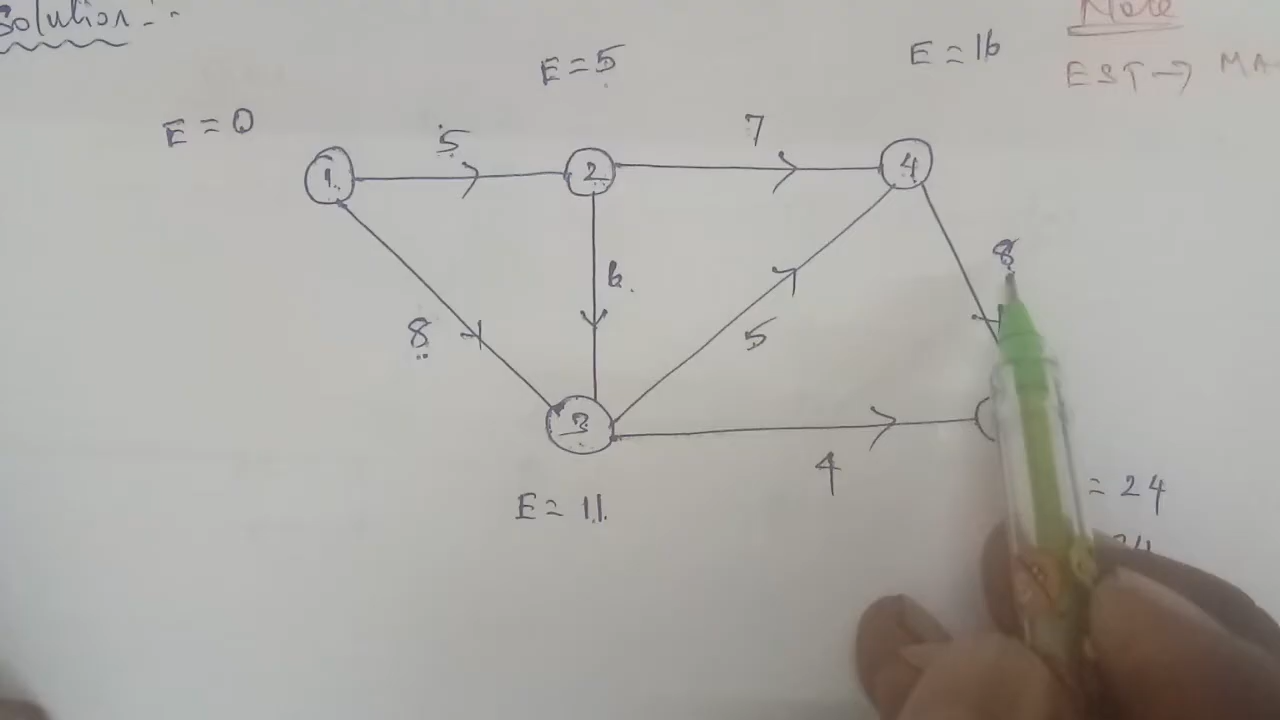 Solution:-
Note
EST → MA
E = 0
E = 5
E = 16
5
7
1
2
4
8
6
5
8
3
4
E = 11
= 24
24